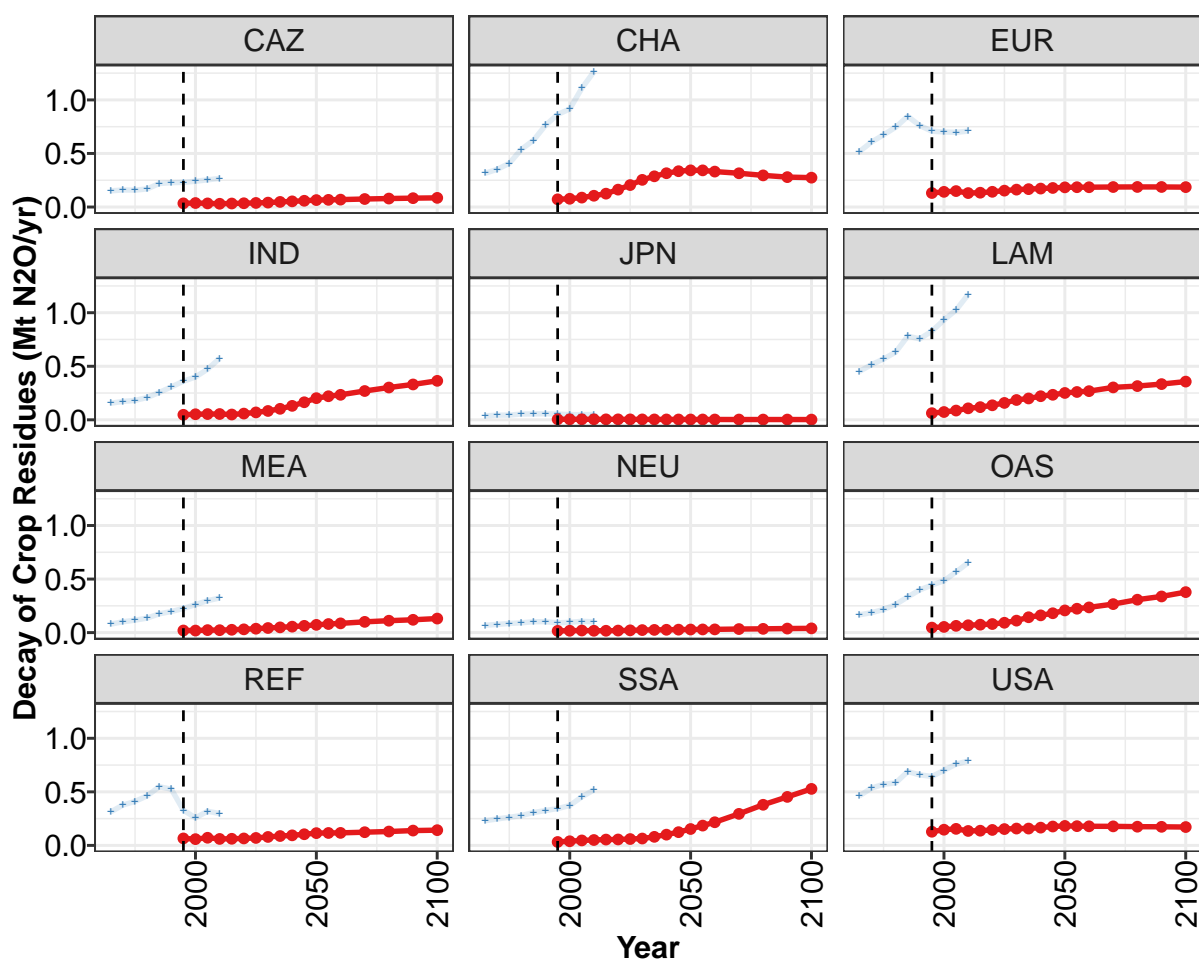 Decay of Crop Residues (Mt N2O/yr)
CAZ CHA EUR
1.0
0.5
0.0
IND JPN LAM
1.0
0.5
0.0
MEA NEU OAS
1.0
0.5
0.0
REF SSA USA
1.0
0.5
0.0
2000 2050 2100 2000 2050 2100 2000 2050 2100
Year